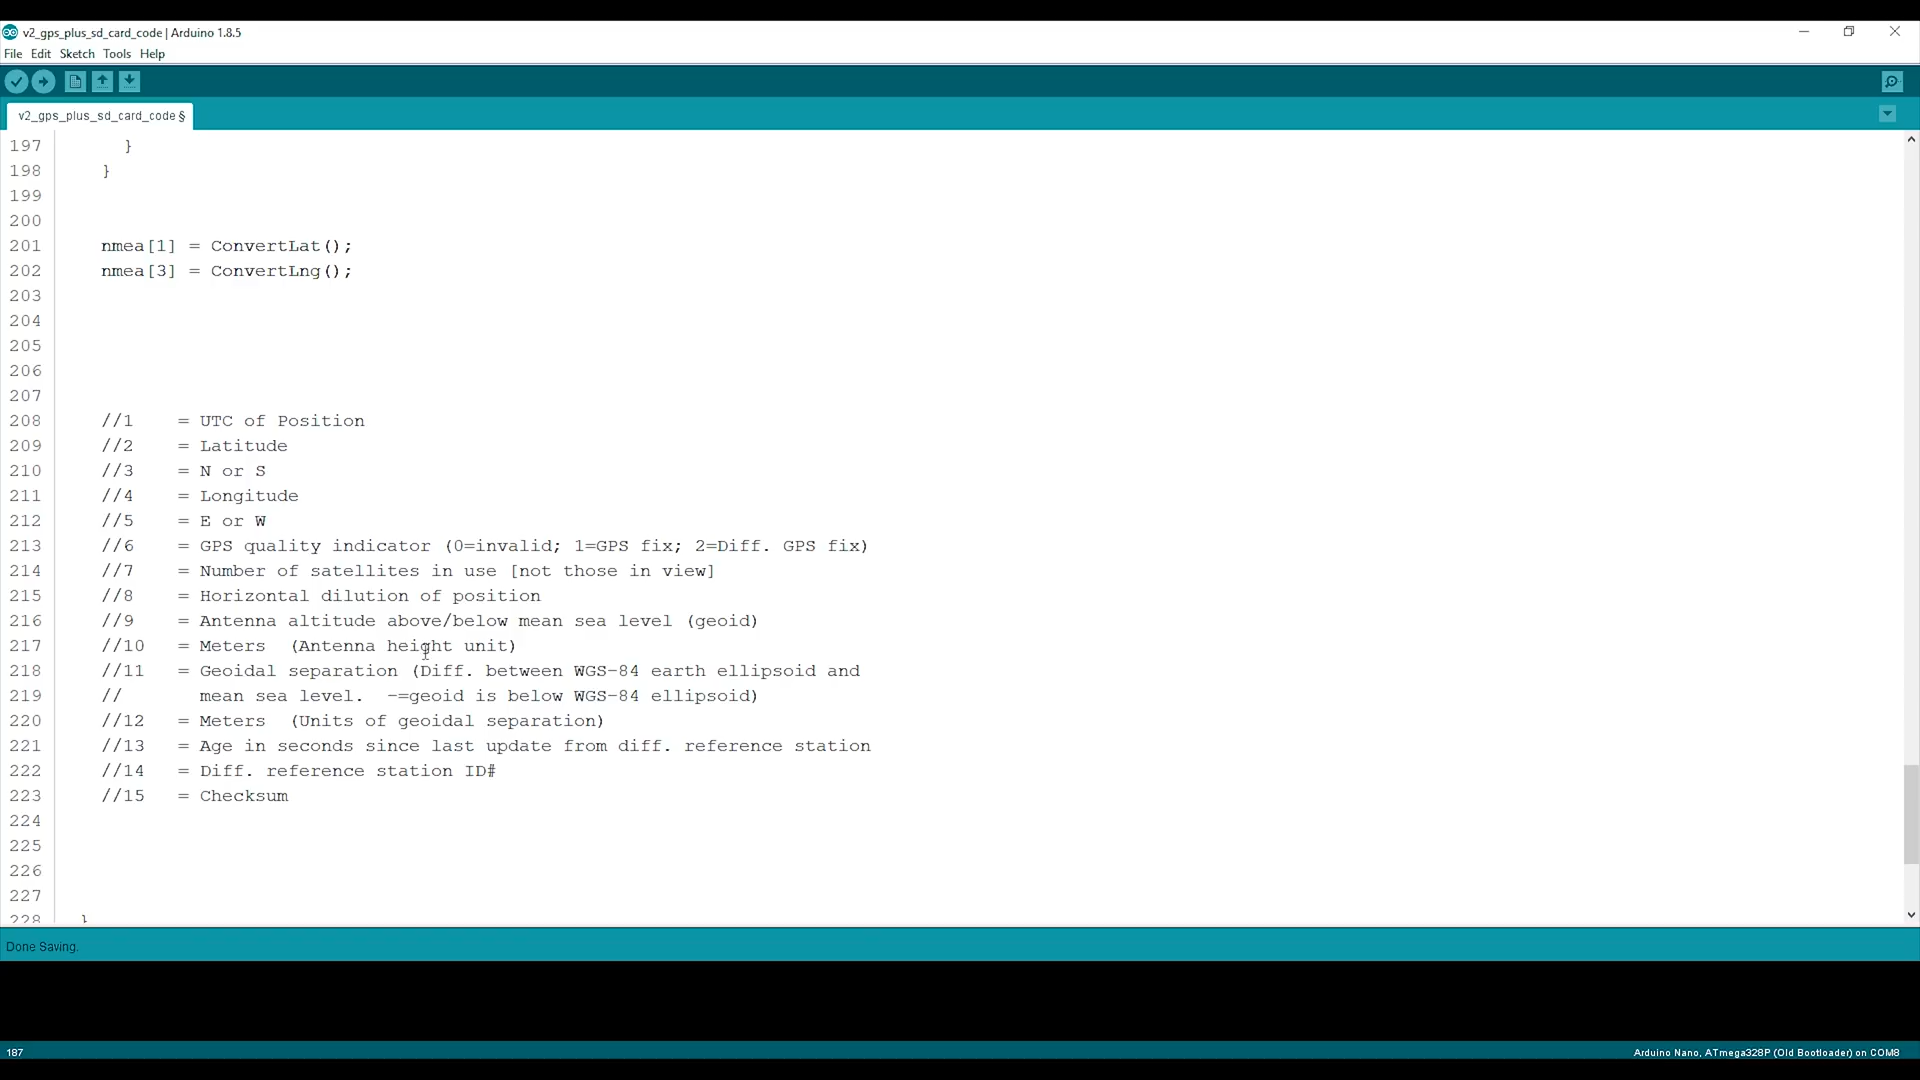 v2_gps_plus_sd_card_code | Arduino 1.8.5
File Edit Sketch Tools Help
v2_gps_plus_sd_card_code §
197 }
198 }
199
200
201 nmea[1] = ConvertLat();
202 nmea[3] = ConvertLng();
203
204
205
206
207
208 //1 = UTC of Position
209 //2 = Latitude
210 //3 = N or S
211 //4 = Longitude
212 //5 = E or W
213 //6 = GPS quality indicator (0=invalid; 1=GPS fix; 2=Diff. GPS fix)
214 //7 = Number of satellites in use [not those in view]
215 //8 = Horizontal dilution of position
216 //9 = Antenna altitude above/below mean sea level (geoid)
217 //10 = Meters (Antenna height unit)
218 //11 = Geoidal separation (Diff. between WGS-84 earth ellipsoid and
219 // mean sea level. -=geoid is below WGS-84 ellipsoid)
220 //12 = Meters (Units of geoidal separation)
221 //13 = Age in seconds since last update from diff. reference station
222 //14 = Diff. reference station ID#
223 //15 = Checksum
224
225
226
227
228 }
Done Saving.
187 Arduino Nano, ATmega328P (Old Bootloader) on COM8